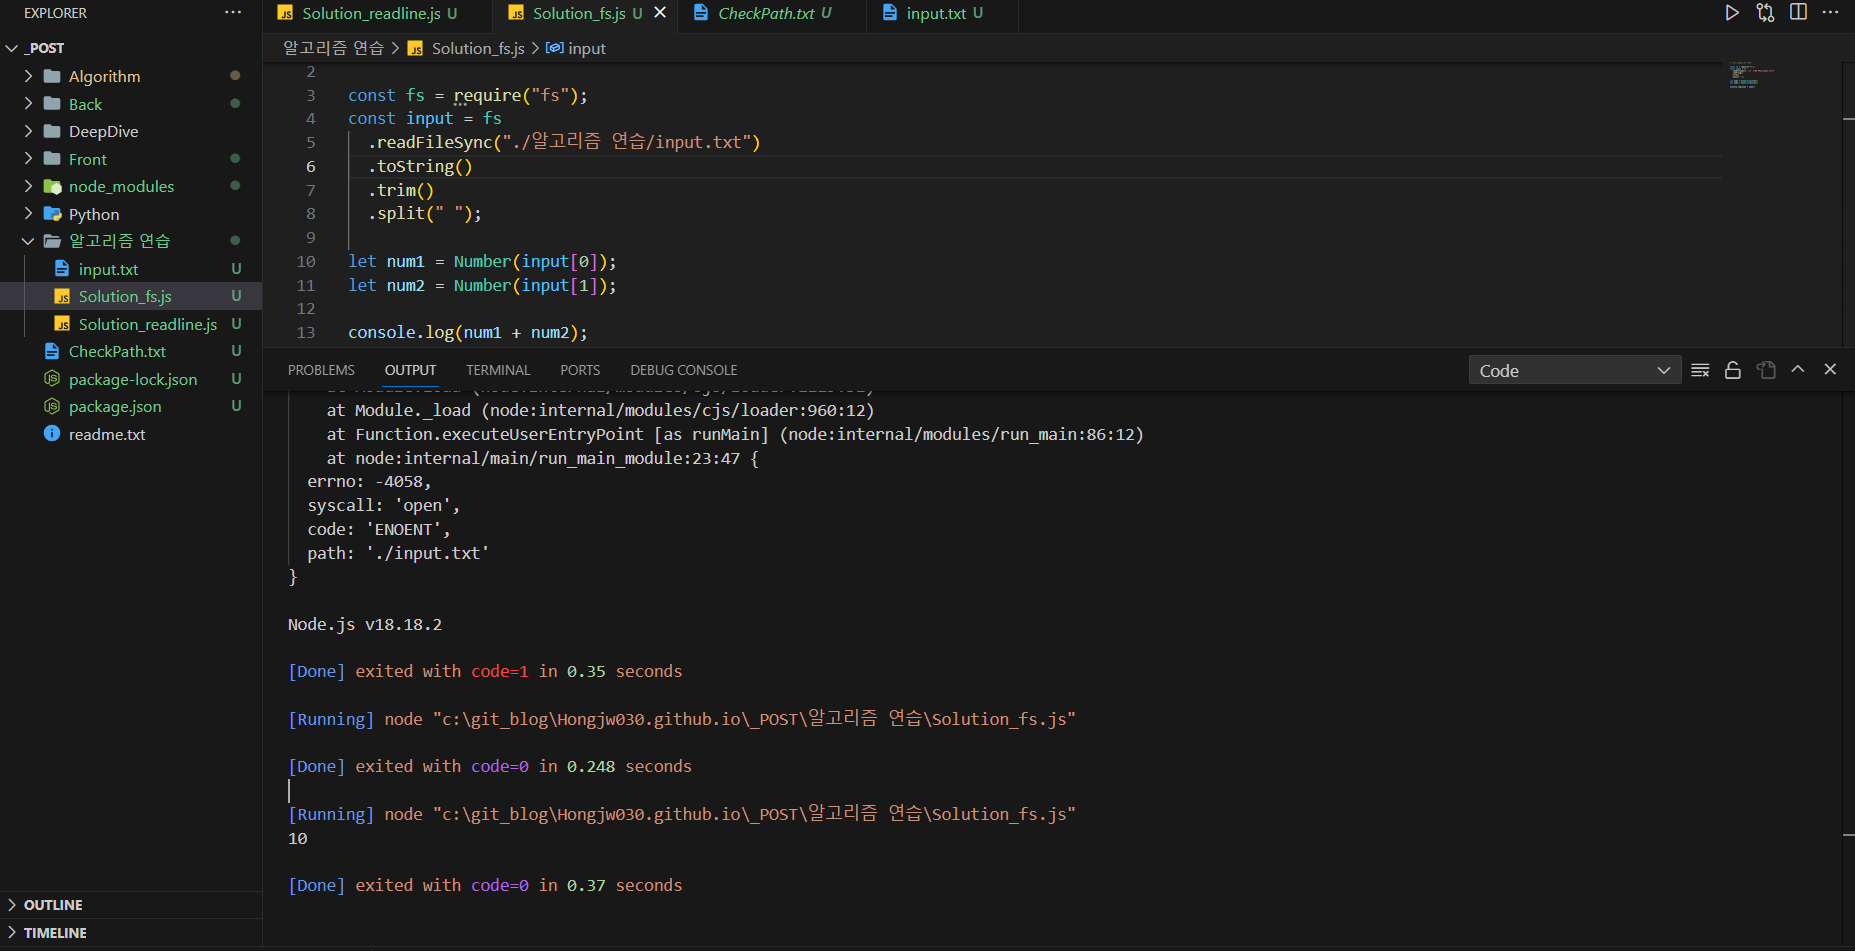 EXPLORER
Solution_readline.js U
Solution_fs.js U
CheckPath.txt U
input.txt U
_POST
알고리즘 연습 > Solution_fs.js > input
Algorithm
Back
DeepDive
Front
node_modules
Python
알고리즘 연습
input.txt U
Solution_fs.js U
Solution_readline.js U
CheckPath.txt U
package-lock.json U
package.json U
readme.txt
OUTLINE
TIMELINE
2
3 const fs = require("fs");
4 const input = fs
5 .readFileSync("./알고리즘 연습/input.txt")
6 .toString()
7 .trim()
8 .split(" ");
9
10 let num1 = Number(input[0]);
11 let num2 = Number(input[1]);
12
13 console.log(num1 + num2);
PROBLEMS OUTPUT TERMINAL PORTS DEBUG CONSOLE Code
at Module._load (node:internal/modules/cjs/loader:960:12)
at Function.executeUserEntryPoint [as runMain] (node:internal/modules/run_main:86:12)
at node:internal/main/run_main_module:23:47 {
errno: -4058,
syscall: 'open',
code: 'ENOENT',
path: './input.txt'
}
Node.js v18.18.2
[Done] exited with code=1 in 0.35 seconds
[Running] node "c:\git_blog\Hongjw030.github.io\_POST\알고리즘 연습\Solution_fs.js"
[Done] exited with code=0 in 0.248 seconds
[Running] node "c:\git_blog\Hongjw030.github.io\_POST\알고리즘 연습\Solution_fs.js"
10
[Done] exited with code=0 in 0.37 seconds